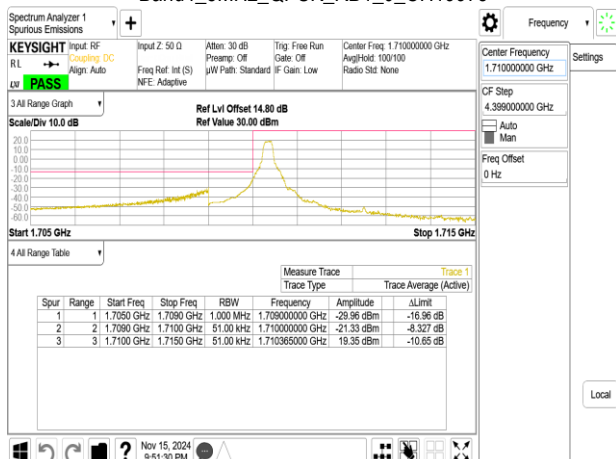 Spectrum Analyzer 1
Spurious Emissions
Frequency
KEYSIGHT Input: RF Input Z: 50 Ω Atten: 30 dB Trig: Free Run Center Freq: 1.710000000 GHz
RL Coupling: DC Preamp: Off Gate: Off Avg|Hold: 100/100
Align: Auto Freq Ref: Int (S) µW Path: Standard IF Gain: Low Radio Std: None
LXI PASS NFE: Adaptive
Center Frequency
1.710000000 GHz
Settings
CF Step
4.399000000 GHz
Auto
Man
Freq Offset
0 Hz
3 All Range Graph
Ref Lvl Offset 14.80 dB
Scale/Div 10.0 dB Ref Value 30.00 dBm
20.0
10.0
0.00
-10.0
-20.0
-30.0
-40.0
-50.0
-60.0
Start 1.705 GHz Stop 1.715 GHz
4 All Range Table
Measure Trace Trace 1
Trace Type Trace Average (Active)
Spur Range Start Freq Stop Freq RBW Frequency Amplitude ΔLimit
1 1 1.7050 GHz 1.7090 GHz 1.000 MHz 1.709000000 GHz -29.96 dBm -16.96 dB
2 2 1.7090 GHz 1.7100 GHz 51.00 kHz 1.710000000 GHz -21.33 dBm -8.327 dB
3 3 1.7100 GHz 1.7150 GHz 51.00 kHz 1.710365000 GHz 19.35 dBm -10.65 dB
Local
Nov 15, 2024
9:51:30 PM